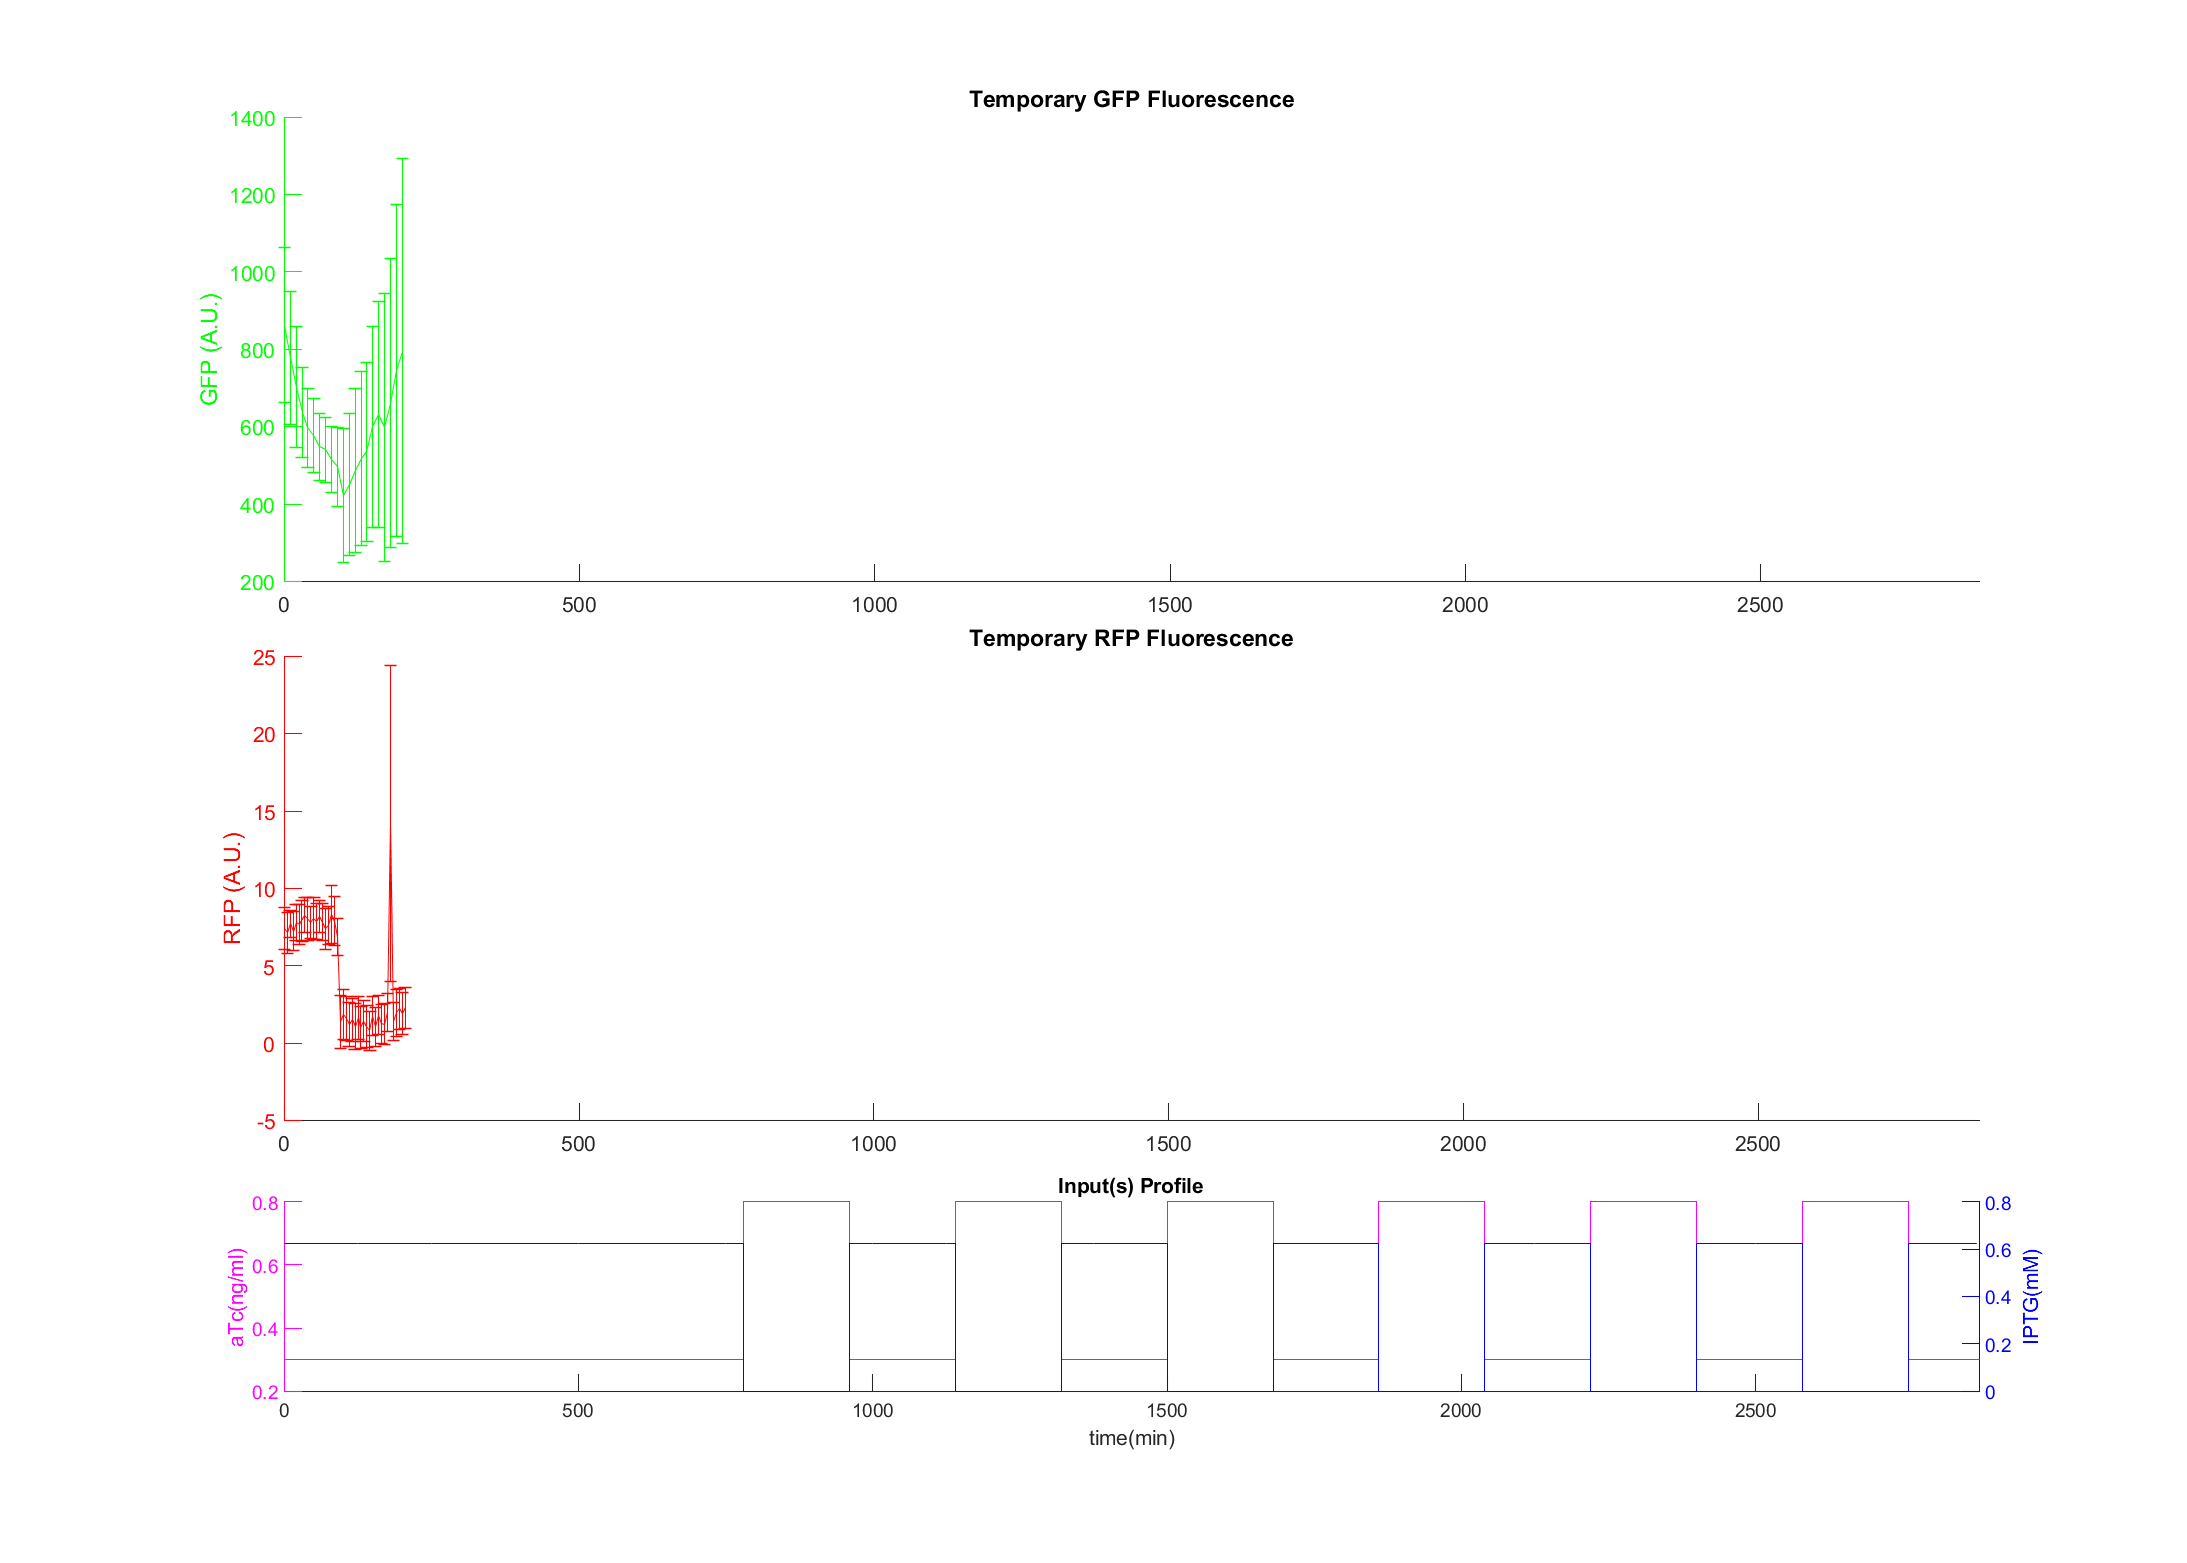 Temporary GFP Fluorescence
1400
1200
1000
800
600
400
200
GFP (A.U.)
0 500 1000 1500 2000 2500
Temporary RFP Fluorescence
25
20
15
10
5
0
-5
RFP (A.U.)
0 500 1000 1500 2000 2500
Input(s) Profile
0.8
0.6
0.4
0.2
aTc(ng/ml)
0.8
0.6
0.4
0.2
0
IPTG(mM)
0 500 1000 1500 2000 2500
time(min)